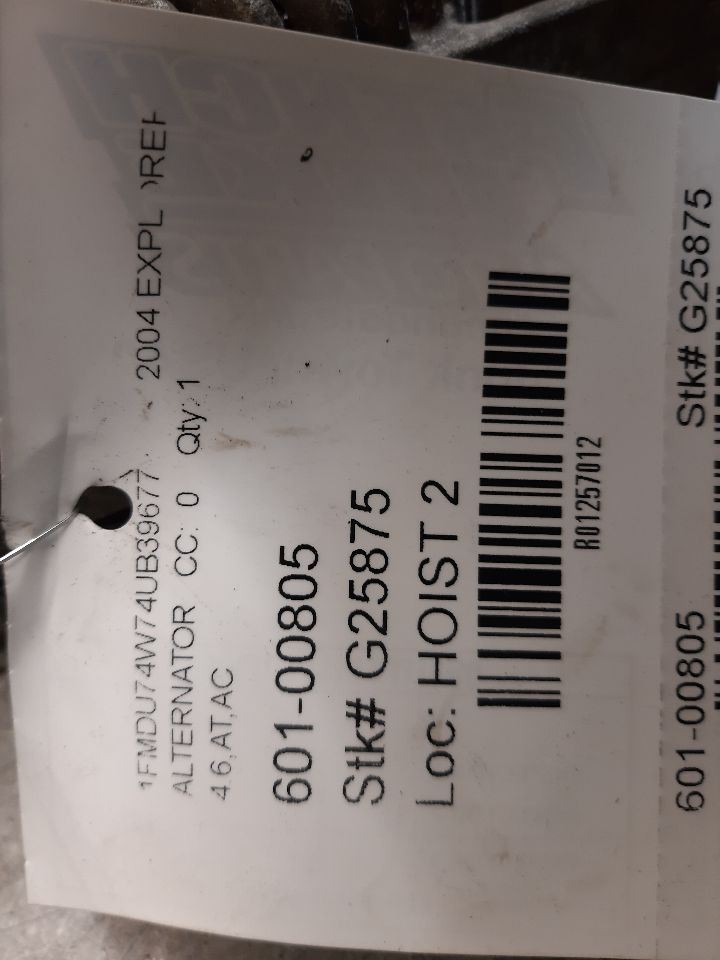 1FMDU74W74UB39677 2004 EXPL
ALTERNATOR CC: 0 Qty: 1
4.6,AT,AC
601-00805
Stk# G25875
Loc: HOIST 2
R01257012
601-00805 Stk# G25875